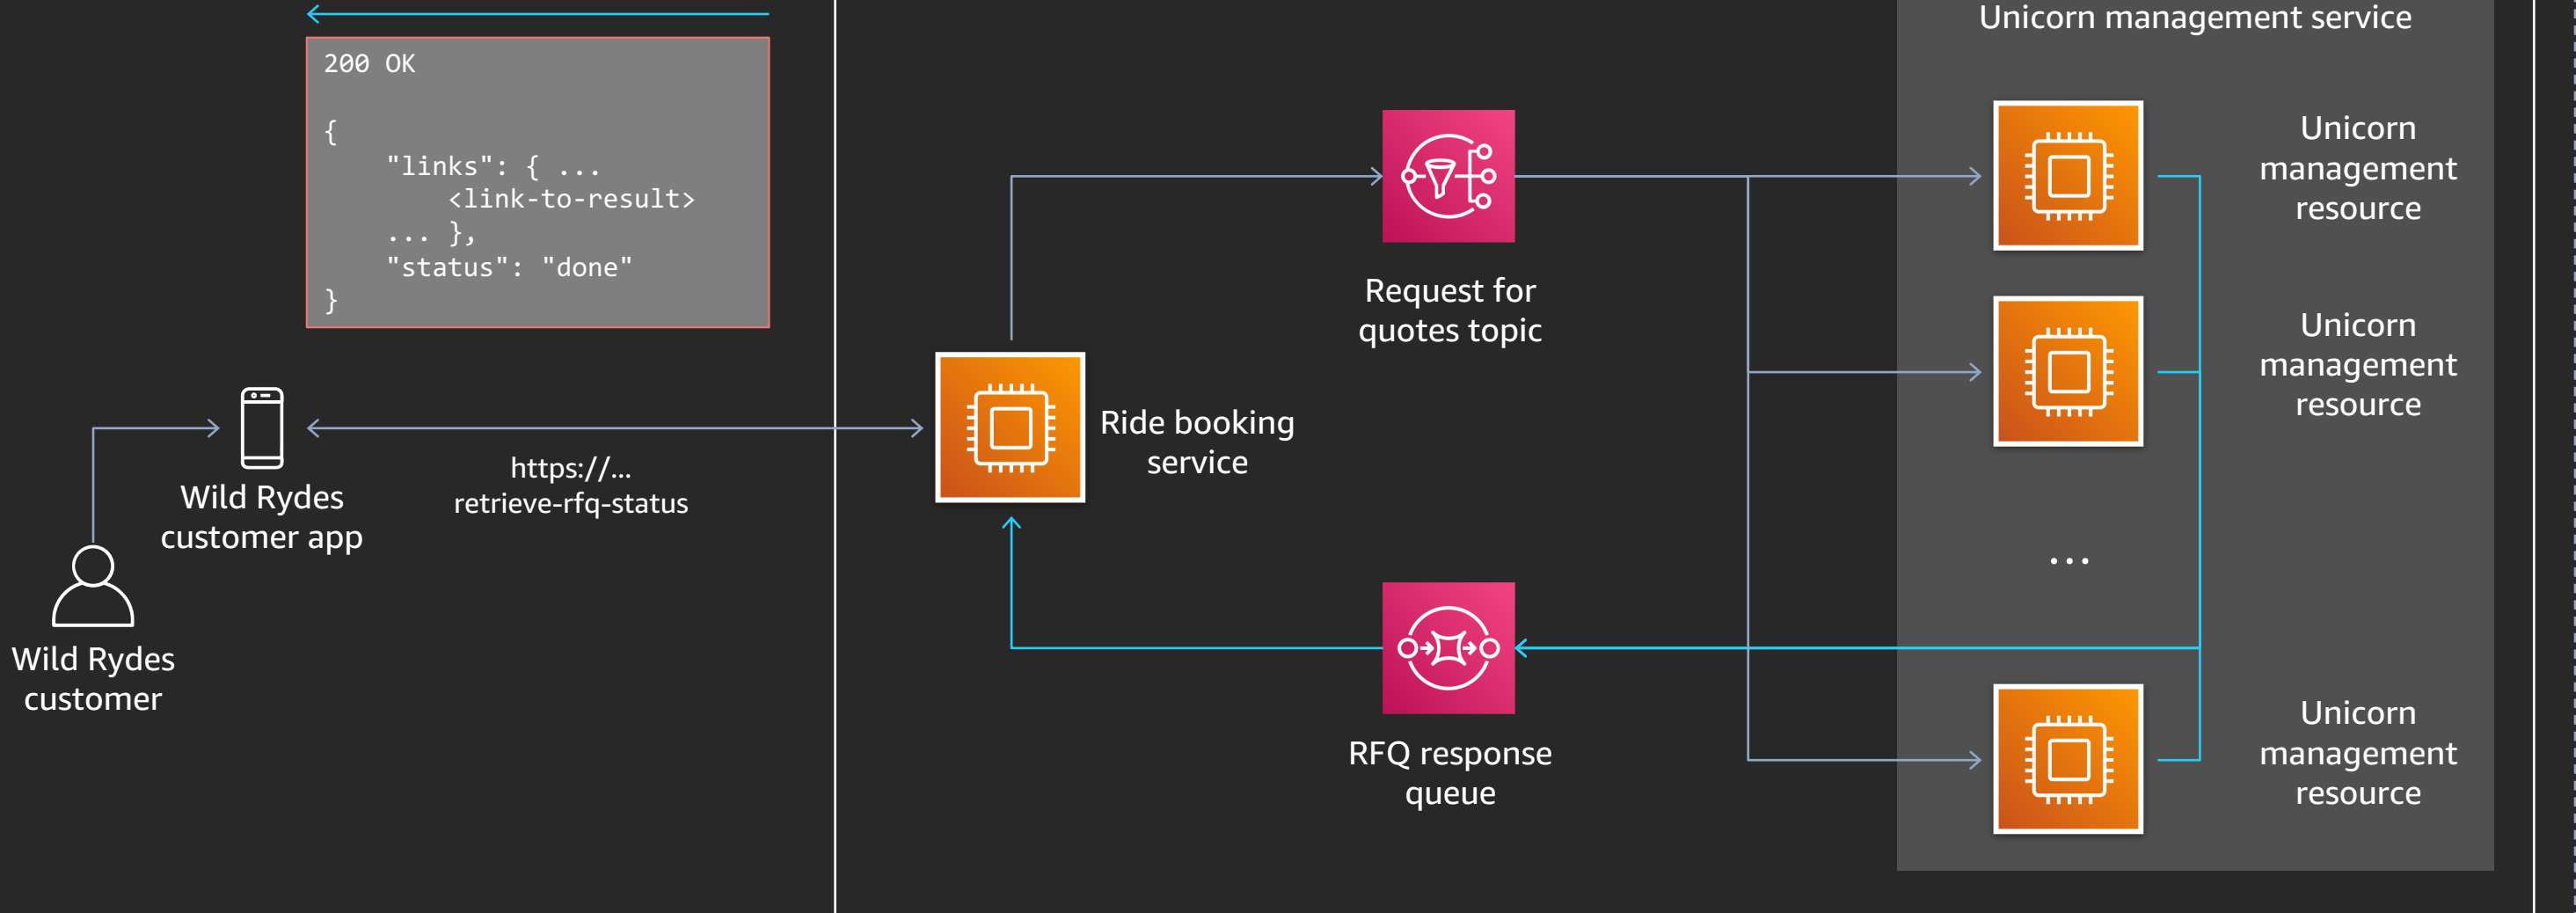 200 OK
{
"links": { ...
<link-to-result>
... },
"status": "done"
}
Wild Rydes
customer app
Wild Rydes
customer
https://...
retrieve-rfq-status
Ride booking
service
Request for
quotes topic
RFQ response
queue
Unicorn management service
Unicorn
management
resource
Unicorn
management
resource
...
Unicorn
management
resource